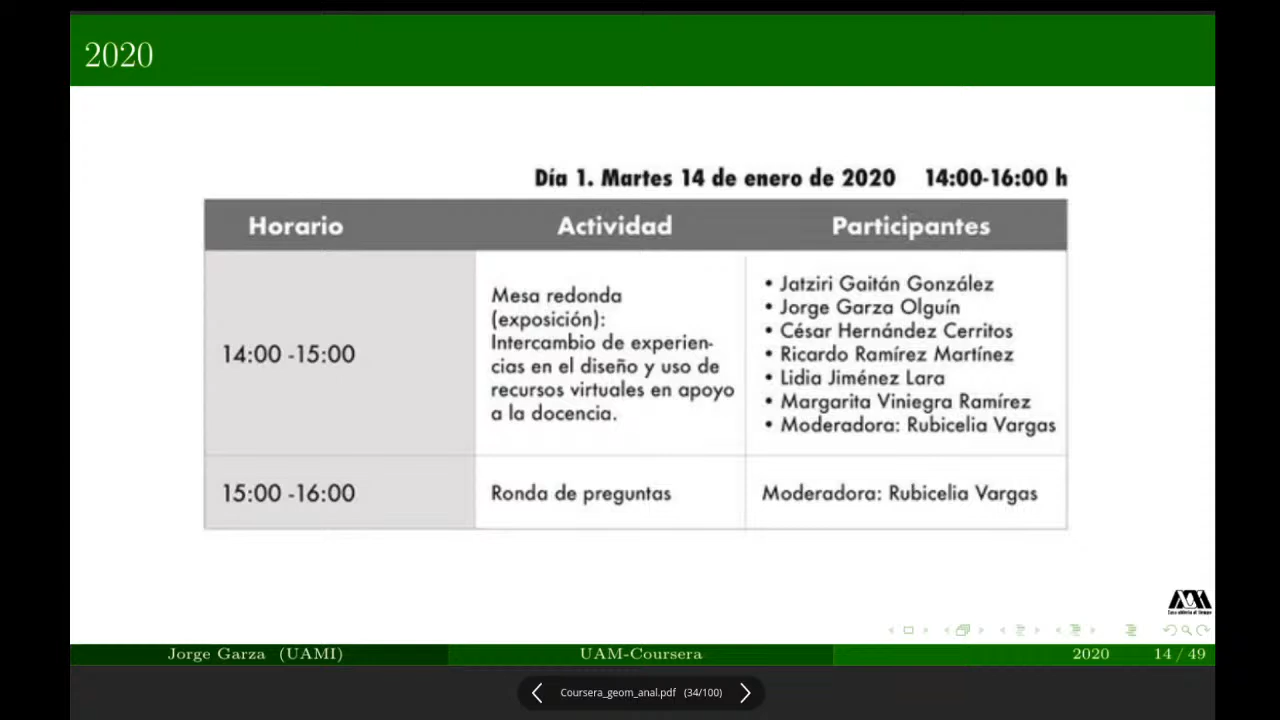 2020
Día 1. Martes 14 de enero de 2020 14:00-16:00 h
Horario Actividad Participantes
14:00 -15:00
Mesa redonda
(exposición):
Intercambio de experien-
cias en el diseño y uso de
recursos virtuales en apoyo
a la docencia.
• Jatziri Gaitán González
• Jorge Garza Olguín
• César Hernández Cerritos
• Ricardo Ramírez Martínez
• Lidia Jiménez Lara
• Margarita Viniegra Ramírez
• Moderadora: Rubicelia Vargas
15:00 -16:00 Ronda de preguntas Moderadora: Rubicelia Vargas
Jorge Garza (UAMI) UAM-Coursera 2020 14 / 49
Coursera_geom_anal.pdf (34/100)